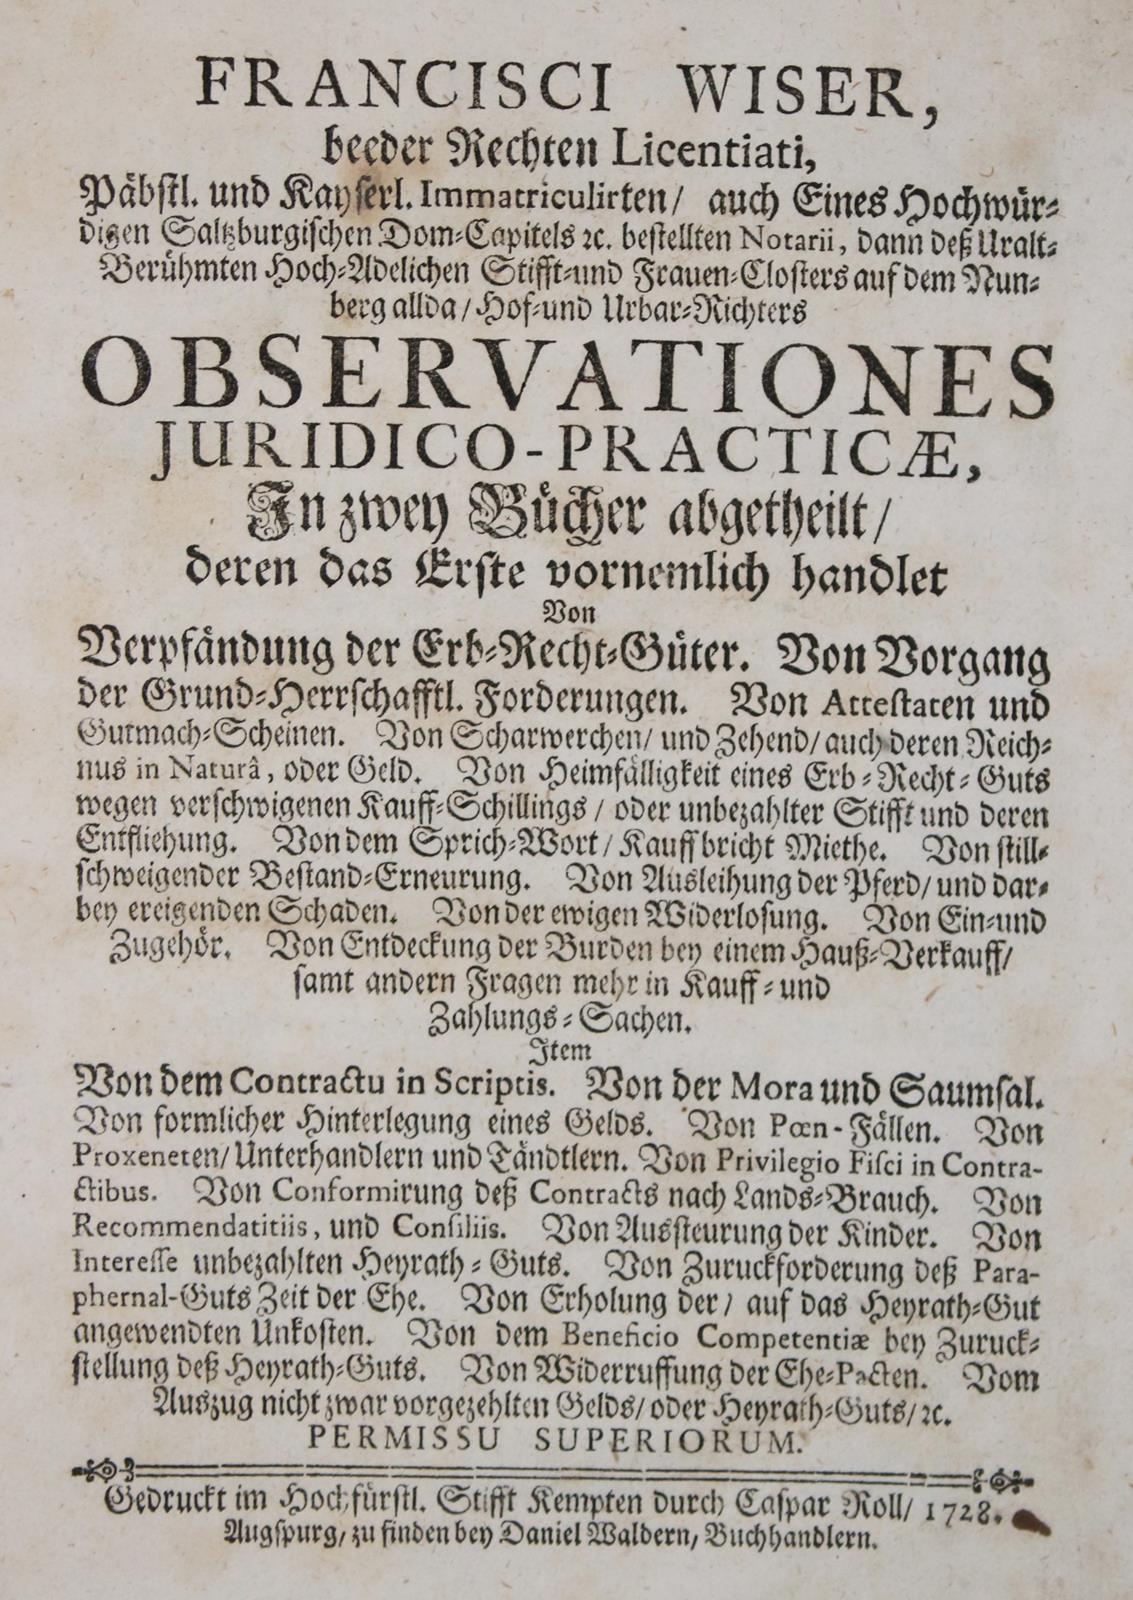 FRANCISCI WISER,
beeder Rechten Licentiati,
Päbstl. und Kayserl. Immatriculirten/ auch Eines Hochwür-
digen Saltzburgischen Dom-Capitels ꝛc. bestellten Notarii, dann deß Uralt-
Berühmten Hoch-Adelichen Stifft-und Frauen-Closters auf dem Nun-
berg allda/ Hof-und Urbar-Richters
OBSERVATIONES
JURIDICO-PRACTICÆ,
In zwey Bücher abgetheilt/
deren das Erste vornemlich handlet
Von
Verpfändung der Erb-Recht-Güter. Von Vorgang
der Grund-Herrschafftl. Forderungen. Von Attestaten und
Gutmach-Scheinen. Von Scharwerchen/ und Zehend/ auch deren Reich-
nus in Naturâ, oder Geld. Von Heimfälligkeit eines Erb-Recht-Guts
wegen verschwigenen Kauff-Schillings/ oder unbezahlter Stifft und deren
Entfliehung. Von dem Sprich-Wort/ Kauff bricht Miethe. Von still-
schweigender Bestand-Erneurung. Von Ausleihung der Pferd/ und dar-
bey ereigenden Schaden. Von der ewigen Widerlosung. Von Ein-und
Zugehör. Von Entdeckung der Burden bey einem Hauß-Verkauff/
samt andern Fragen mehr in Kauff-und
Zahlungs-Sachen.
Item
Von dem Contractu in Scriptis. Von der Mora und Saumsal.
Von formlicher Hinterlegung eines Gelds. Von Pœn-Fällen. Von
Proxeneten/ Unterhandlern und Tändtlern. Von Privilegio Fisci in Contra-
ctibus. Von Conformirung deß Contracts nach Lands-Brauch. Von
Recommendatitiis, und Consiliis. Von Aussteurung der Kinder. Von
Interesse unbezahlten Heyrath-Guts. Von Zuruckforderung deß Para-
phernal-Guts Zeit der Ehe. Von Erholung der/ auf das Heyrath-Gut
angewendten Unkosten. Von dem Beneficio Competentiæ bey Zuruck-
stellung deß Heyrath-Guts. Von Widerruffung der Ehe-Pacten. Vom
Auszug nicht zwar vorgezehlten Gelds/ oder Heyrath-Guts/ ꝛc.
PERMISSU SUPERIORUM.
Gedruckt im Hochfürstl. Stifft Kempten durch Caspar Roll/ 1728.
Augspurg/ zu finden bey Daniel Waldern, Buchhandlern.